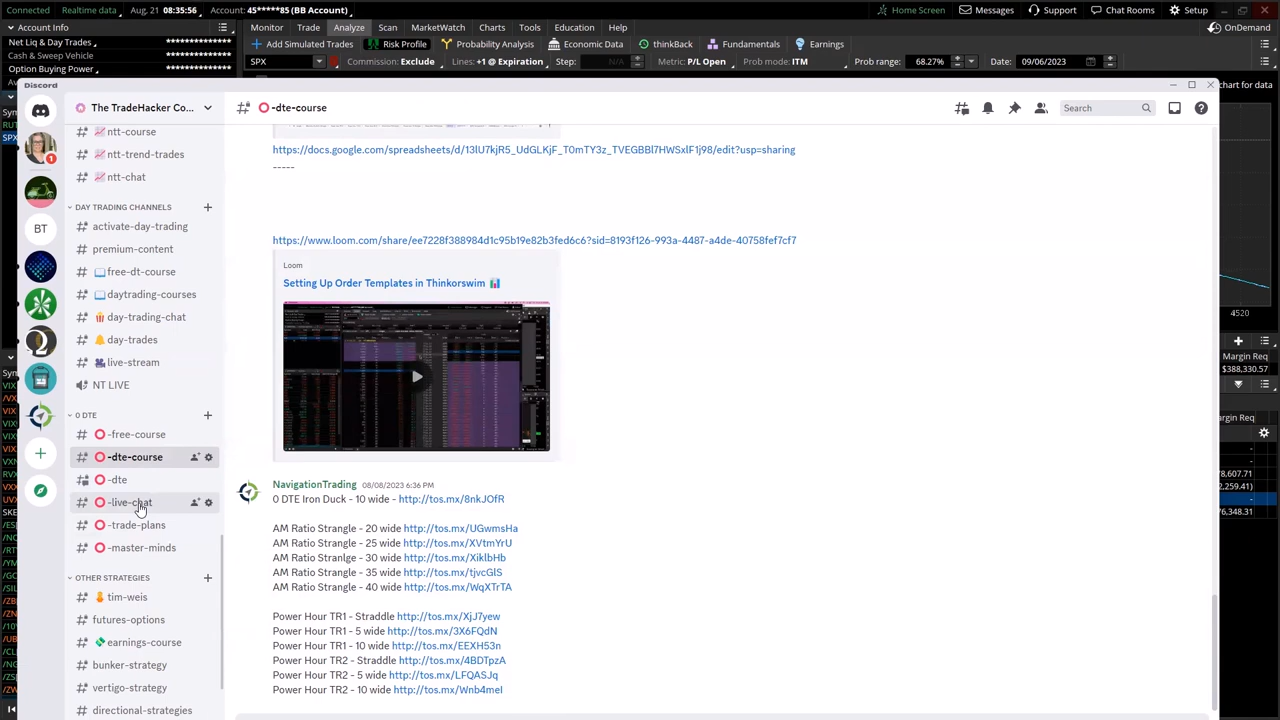 Connected Realtime data Aug. 21 08:35:56 Account: 45*****85 (BB Account) Home Screen Messages Support Chat Rooms Setup
Account Info Monitor Trade Analyze Scan MarketWatch Charts Tools Education Help OnDemand
Net Liq & Day Trades
Cash & Sweep Vehicle
Option Buying Power
Add Simulated Trades Risk Profile Probability Analysis Economic Data thinkBack Fundamentals Earnings
SPX Commission: Exclude Lines: +1 @ Expiration Step: N/A Metric: P/L Open Prob mode: ITM Prob range: 68.27% Date: 09/06/2023
chart for data
4520
Margin Req
$388,330.57
Margin Req
Discord
The TradeHacker Co...
ntt-course
ntt-trend-trades
ntt-chat
DAY TRADING CHANNELS
activate-day-trading
premium-content
free-dt-course
daytrading-courses
day-trading-chat
day-trades
live-stream
NT LIVE
0 DTE
-free-course
-dte-course
-dte
-live-chat
-trade-plans
-master-minds
OTHER STRATEGIES
tim-weis
futures-options
earnings-course
bunker-strategy
vertigo-strategy
directional-strategies
BT
1
-dte-course
Search
https://docs.google.com/spreadsheets/d/13lU7kjR5_UdGLKjF_T0mTY3z_TVEGBBl7HWSxlF1j98/edit?usp=sharing
-----
https://www.loom.com/share/ee7228f388984d1c95b19e82b3fed6c6?sid=8193f126-993a-4487-a4de-40758fef7cf7
Loom
Setting Up Order Templates in Thinkorswim
NavigationTrading 08/08/2023 6:36 PM
0 DTE Iron Duck - 10 wide - http://tos.mx/8nkJOfR
AM Ratio Strangle - 20 wide http://tos.mx/UGwmsHa
AM Ratio Strangle - 25 wide http://tos.mx/XVtmYrU
AM Ratio Stranlge - 30 wide http://tos.mx/XiklbHb
AM Ratio Strangle - 35 wide http://tos.mx/tjvcGlS
AM Ratio Strangle - 40 wide http://tos.mx/WqXTrTA
Power Hour TR1 - Straddle http://tos.mx/XjJ7yew
Power Hour TR1 - 5 wide http://tos.mx/3X6FQdN
Power Hour TR1 - 10 wide http://tos.mx/EEXH53n
Power Hour TR2 - Straddle http://tos.mx/4BDTpzA
Power Hour TR2 - 5 wide http://tos.mx/LFQASJq
Power Hour TR2 - 10 wide http://tos.mx/Wnb4meI